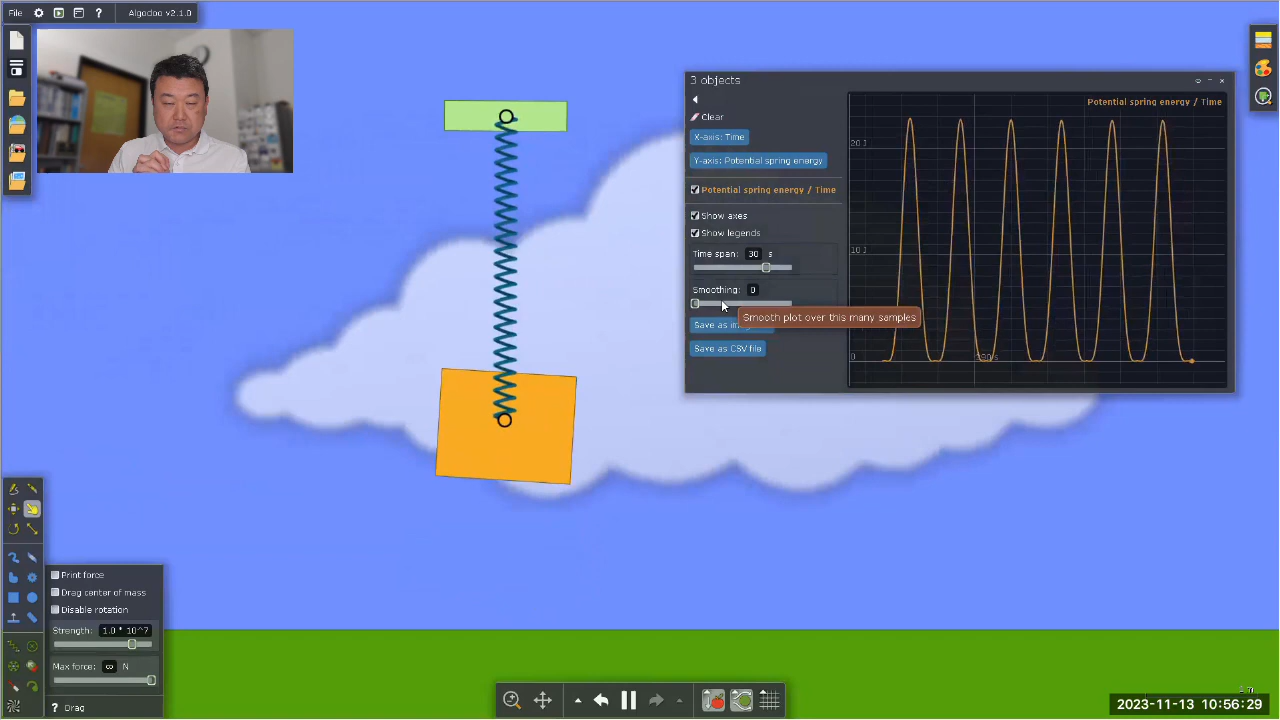 File
?
Algodoo v2.1.0
3 objects
Clear
X-axis: Time
Y-axis: Potential spring energy
Potential spring energy / Time
Show axes
Show legends
Time span: 30 s
Smoothing: 0
Smooth plot over this many samples
Save as CSV file
Potential spring energy / Time
20 J
10 J
0
Print force
Drag center of mass
Disable rotation
Strength: 1.0 * 10^7
Max force: ∞ N
? Drag
2023-11-13 10:56:29